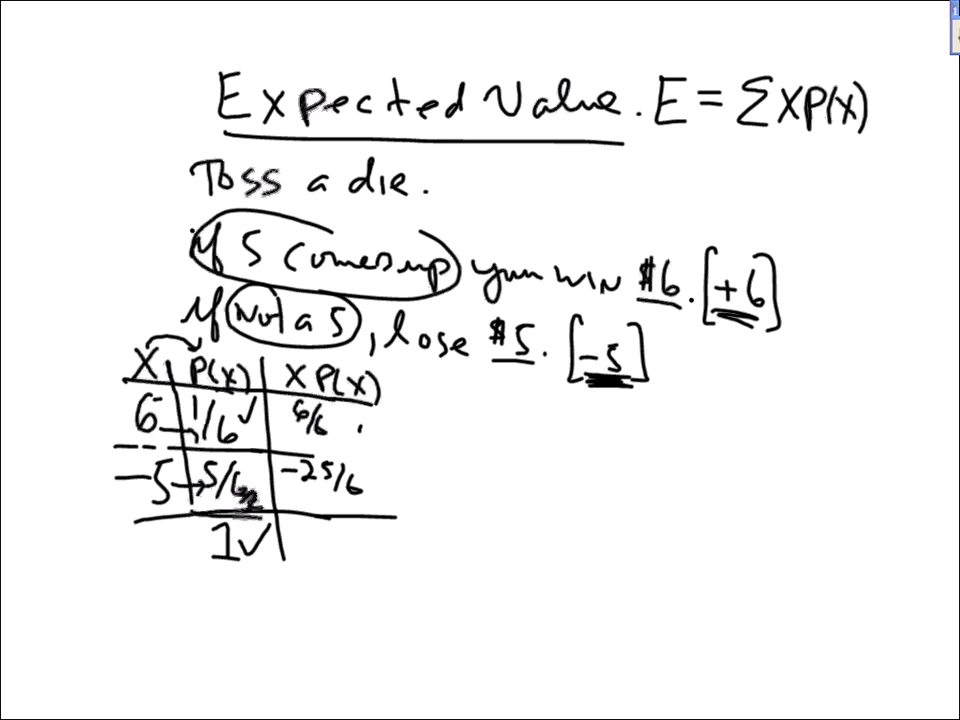 Expected Value. E = ΣXP(X)
Toss a die.
if 5 comes up you win $6. [+6]
if Not a 5, lose $5. [-5]
X P(X) XP(X)
6 1/6 ✓ 6/6
-5 5/6 -25/6
1 ✓